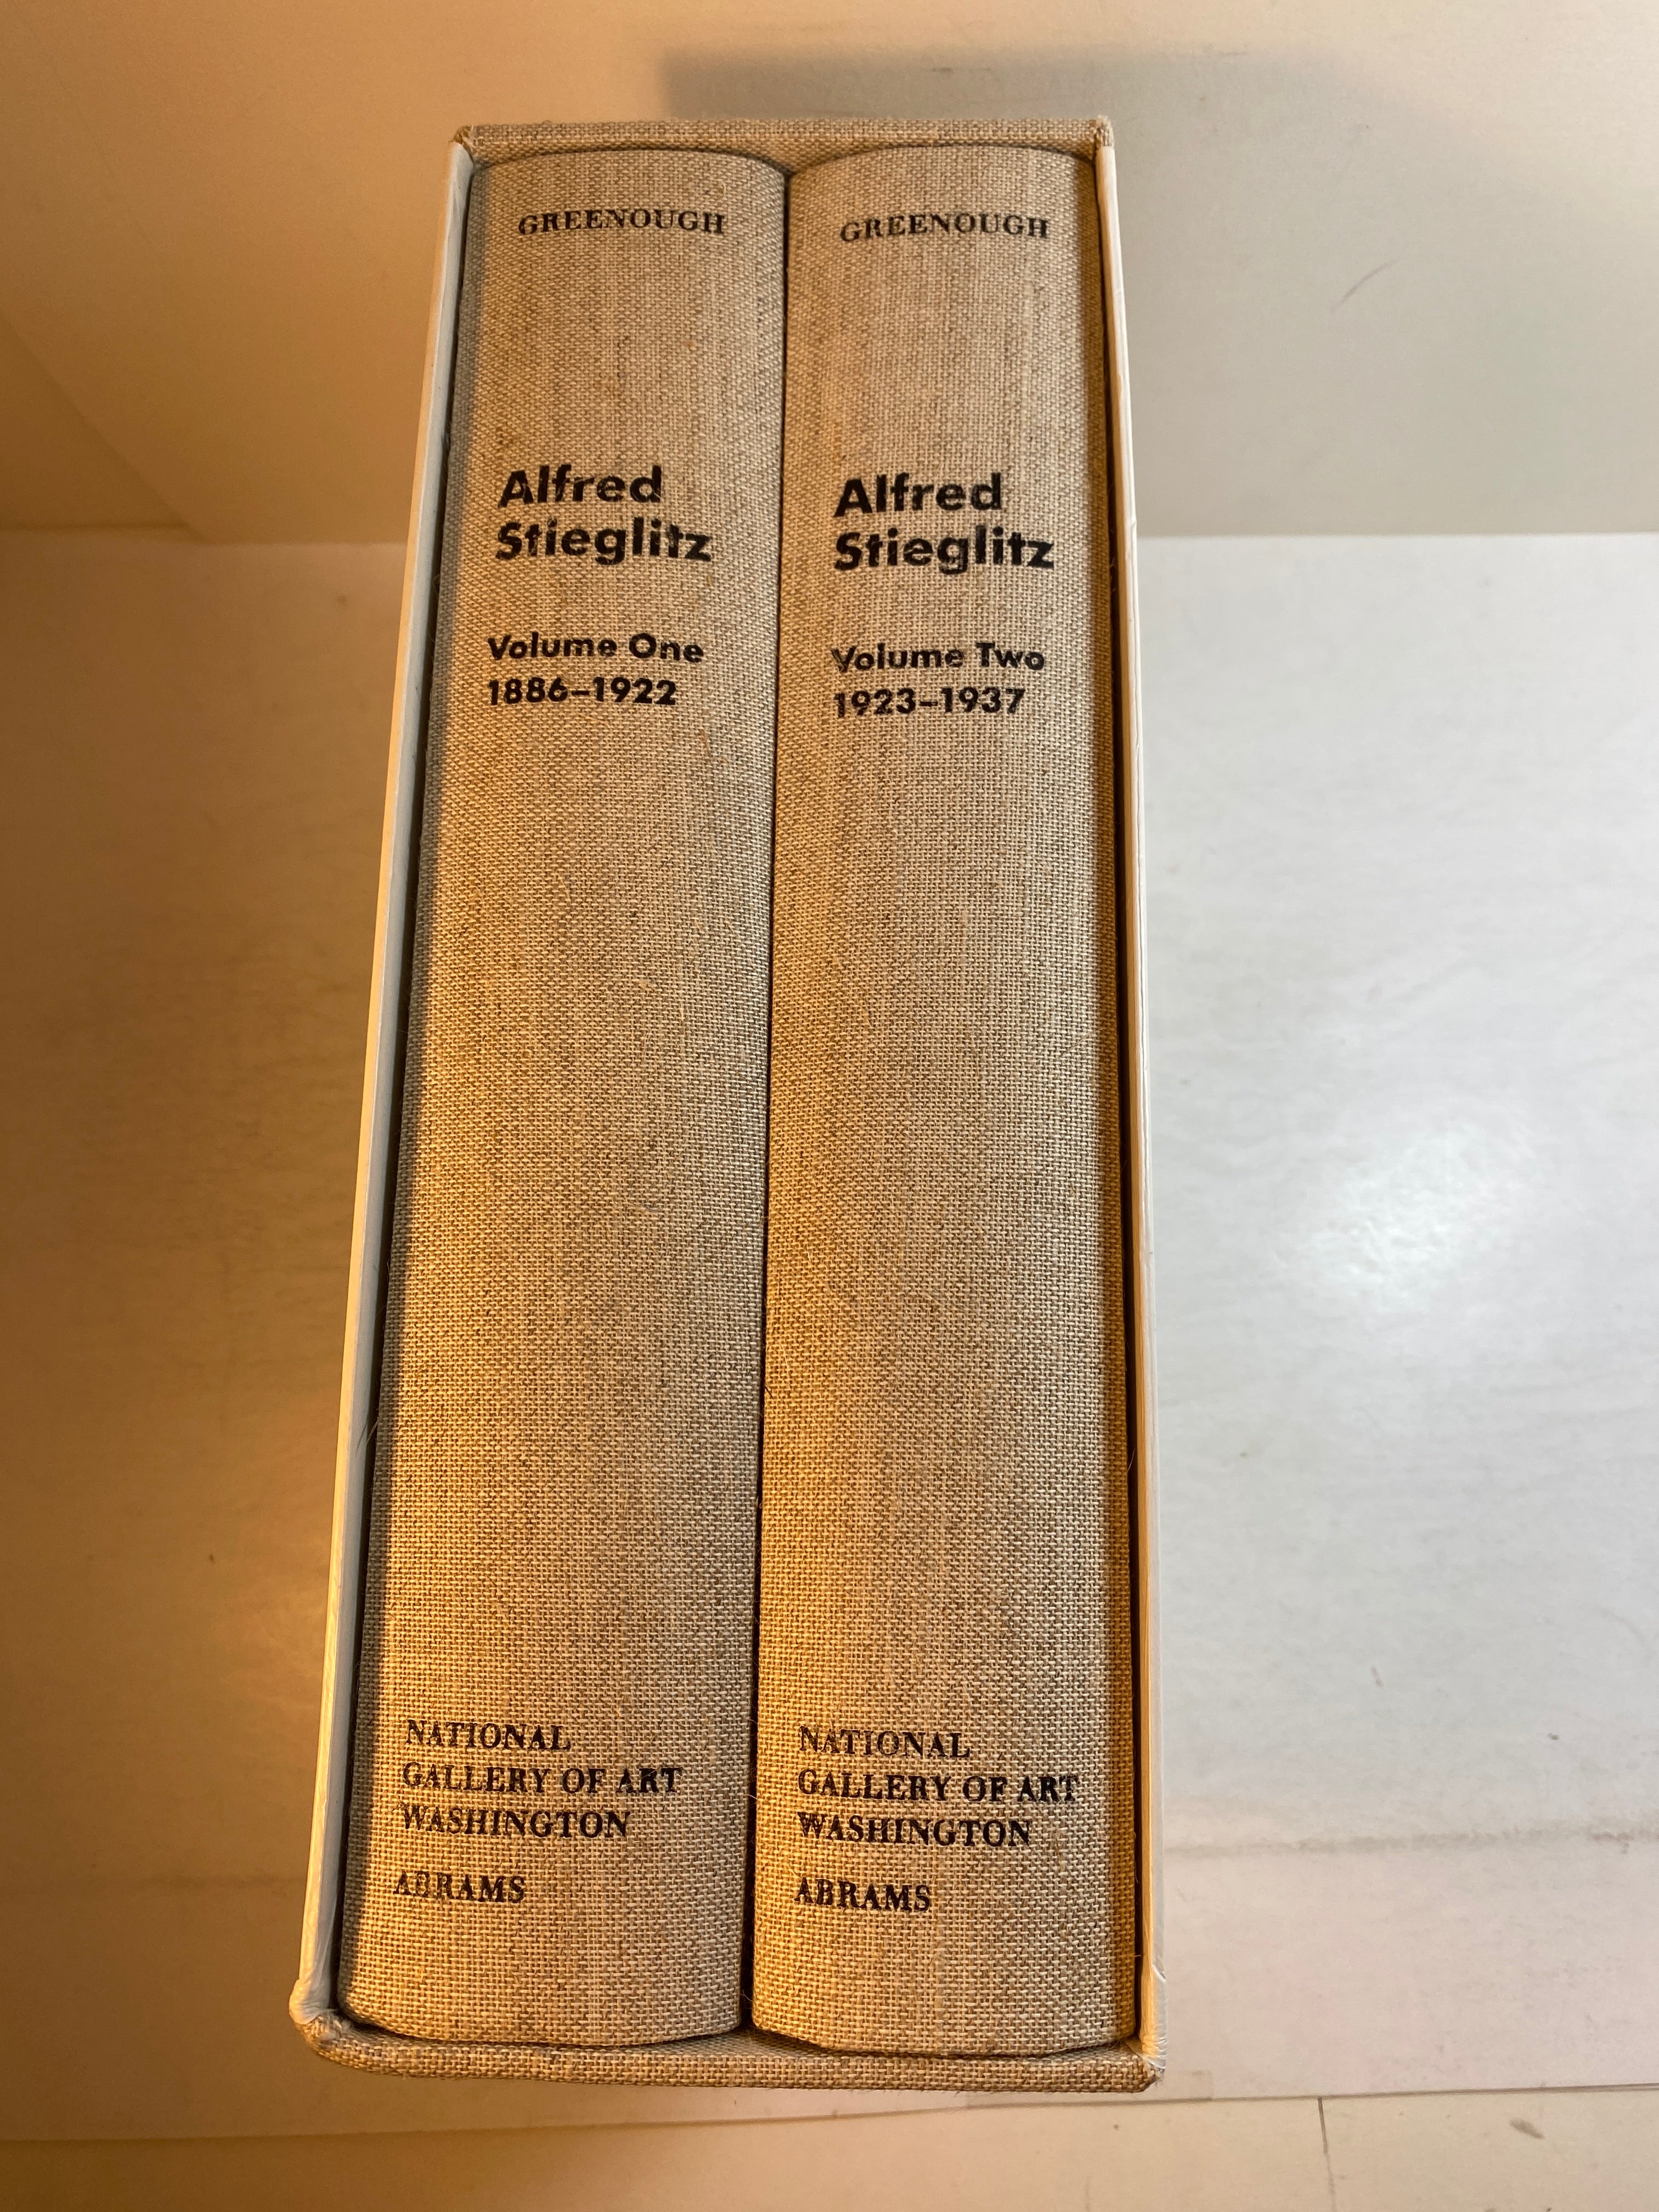 GREENOUGH
Alfred
Stieglitz
Volume One
1886–1922
NATIONAL
GALLERY OF ART
WASHINGTON
ABRAMS
GREENOUGH
Alfred
Stieglitz
Volume Two
1923–1937
NATIONAL
GALLERY OF ART
WASHINGTON
ABRAMS